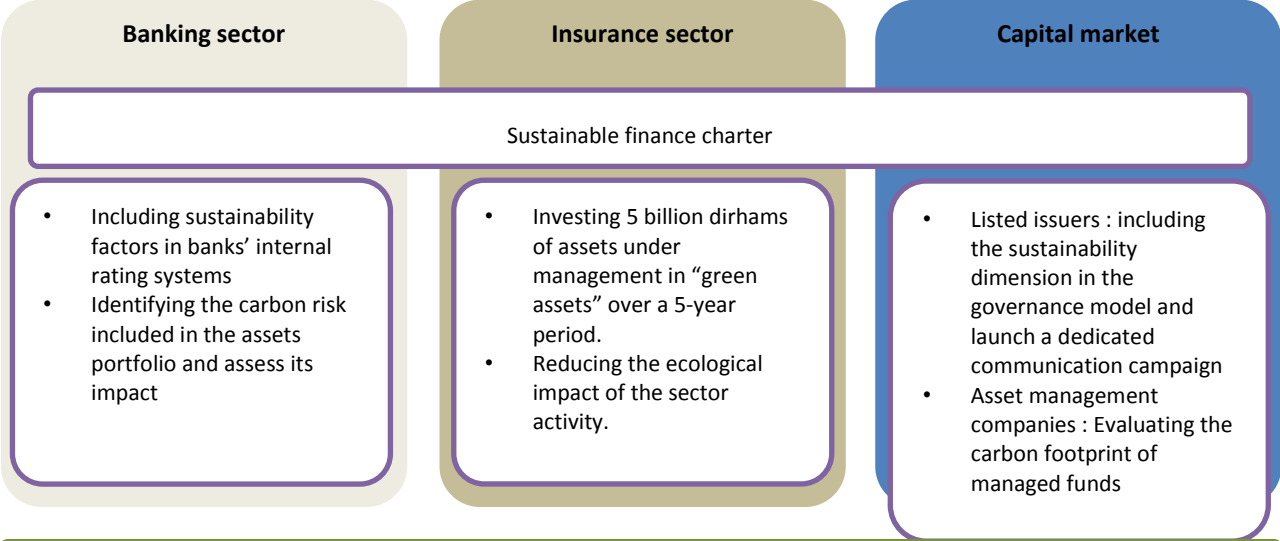 Banking sector
Insurance sector
Capital market
Sustainable finance charter
• Including sustainability
factors in banks’ internal
rating systems
• Identifying the carbon risk
included in the assets
portfolio and assess its
impact
• Investing 5 billion dirhams
of assets under
management in “green
assets” over a 5-year
period.
• Reducing the ecological
impact of the sector
activity.
• Listed issuers : including
the sustainability
dimension in the
governance model and
launch a dedicated
communication campaign
• Asset management
companies : Evaluating the
carbon footprint of
managed funds